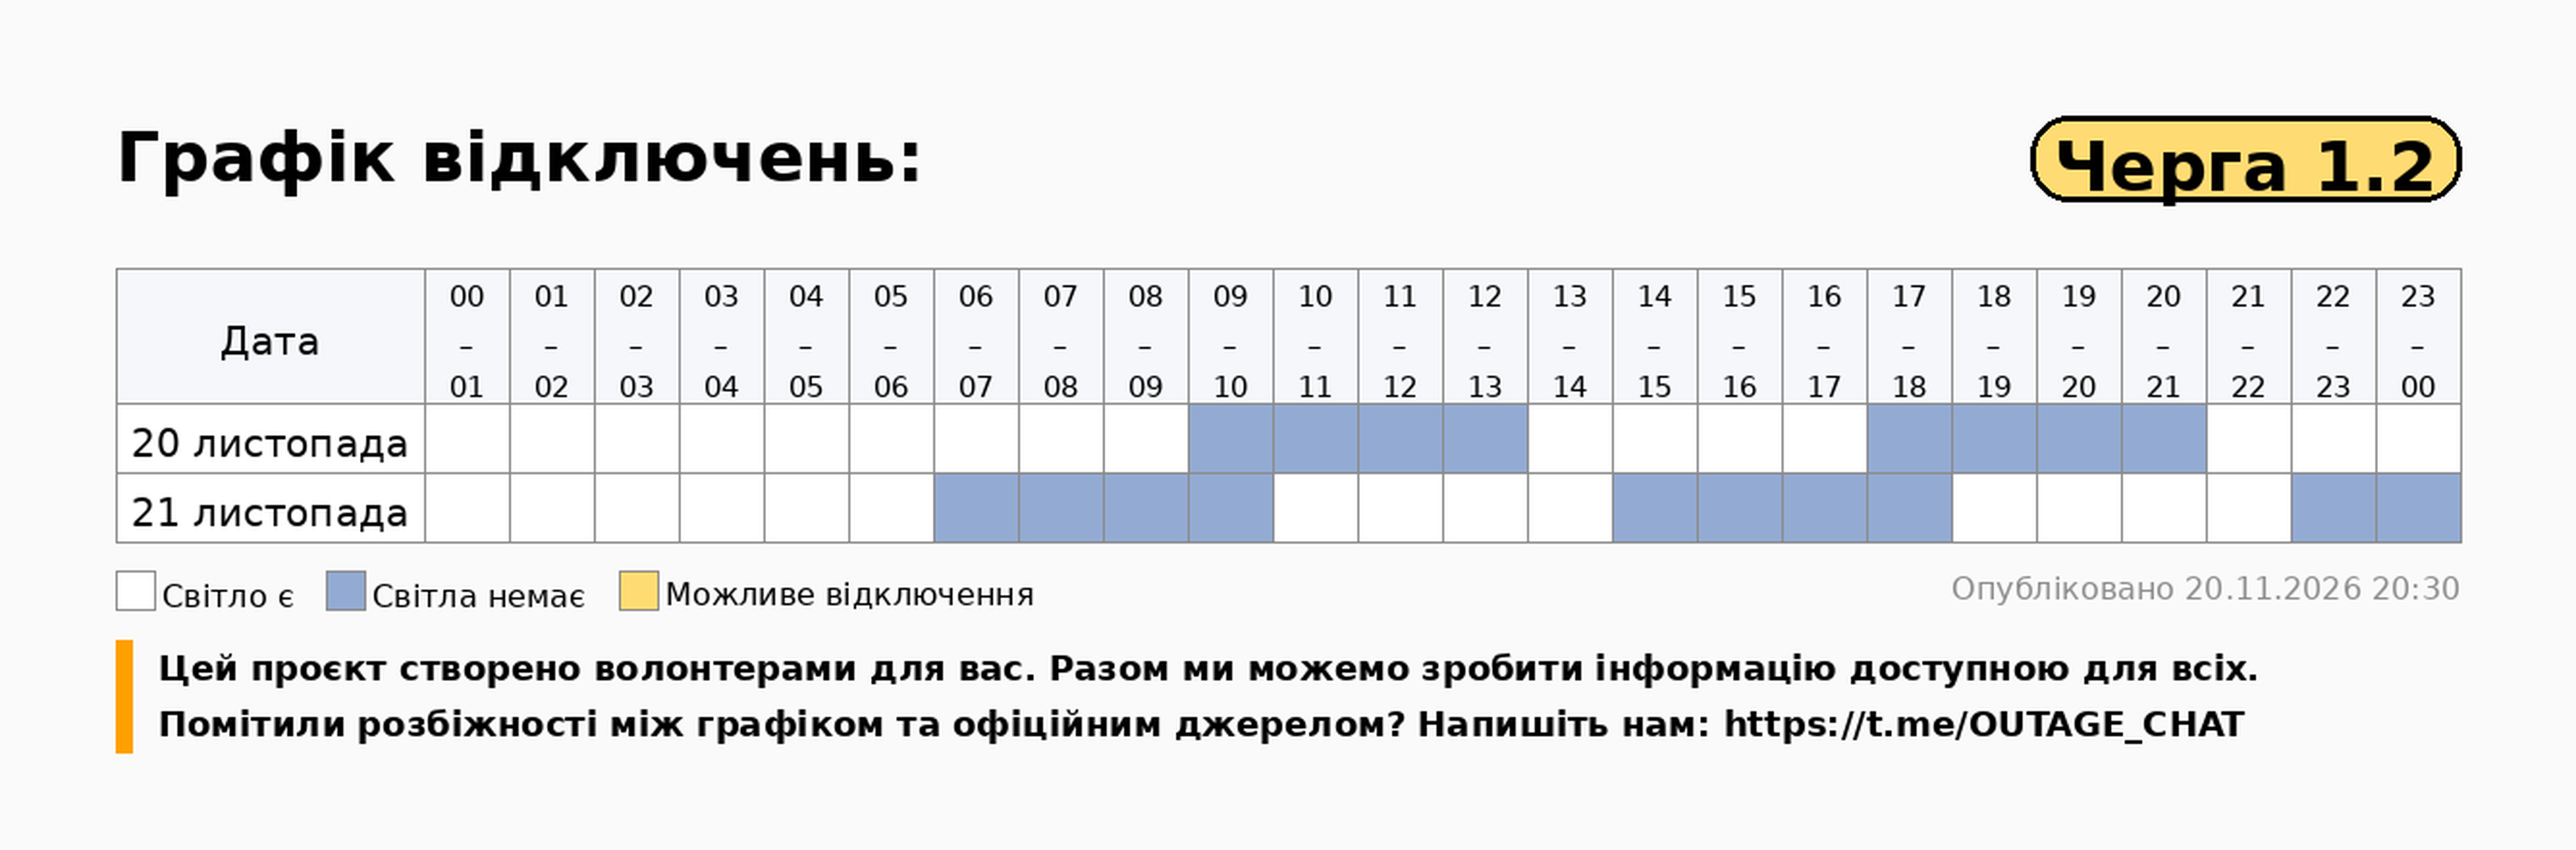 Графік відключень:
Черга 1.2
Дата
00 – 01
01 – 02
02 – 03
03 – 04
04 – 05
05 – 06
06 – 07
07 – 08
08 – 09
09 – 10
10 – 11
11 – 12
12 – 13
13 – 14
14 – 15
15 – 16
16 – 17
17 – 18
18 – 19
19 – 20
20 – 21
21 – 22
22 – 23
23 – 00
20 листопада
21 листопада
Світло є
Світла немає
Можливе відключення
Опубліковано 20.11.2026 20:30
Цей проєкт створено волонтерами для вас. Разом ми можемо зробити інформацію доступною для всіх.
Помітили розбіжності між графіком та офіційним джерелом? Напишіть нам: https://t.me/OUTAGE_CHAT